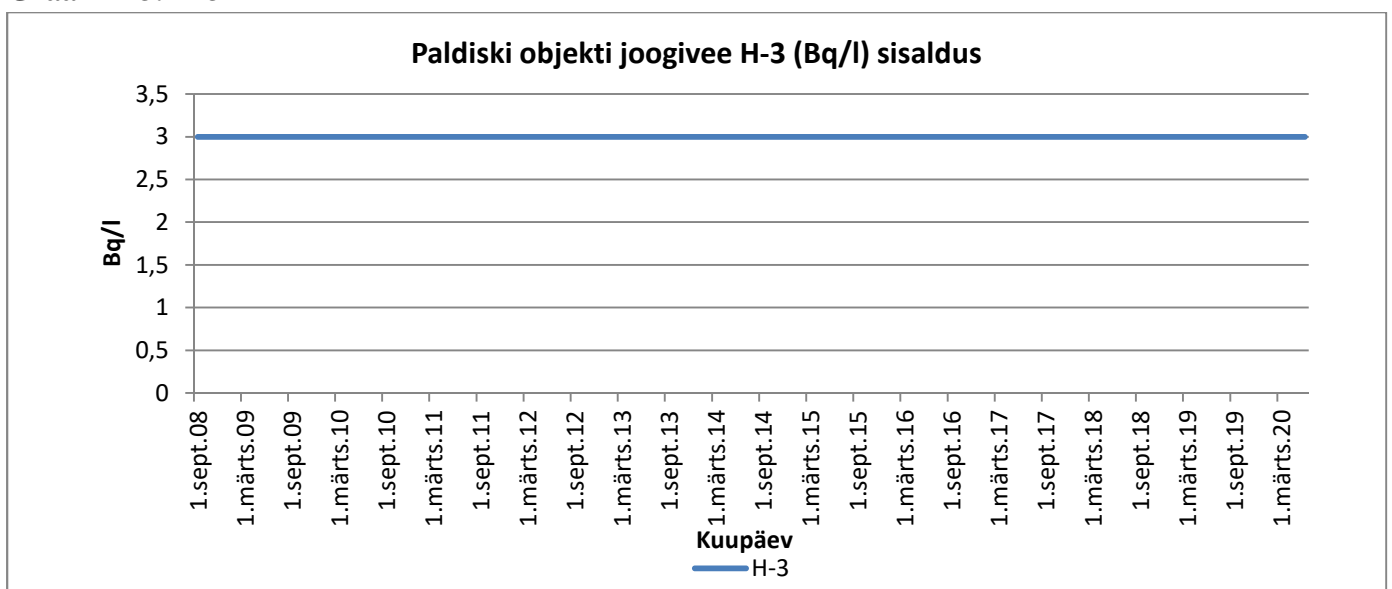 Paldiski objekti joogivee H-3 (Bq/l) sisaldus
3,5
3
2,5
2
1,5
1
0,5
0
Bq/l
1.sept.08
1.märts.09
1.sept.09
1.märts.10
1.sept.10
1.märts.11
1.sept.11
1.märts.12
1.sept.12
1.märts.13
1.sept.13
1.märts.14
1.sept.14
1.märts.15
1.sept.15
1.märts.16
1.sept.16
1.märts.17
1.sept.17
1.märts.18
1.sept.18
1.märts.19
1.sept.19
1.märts.20
Kuupäev
H-3